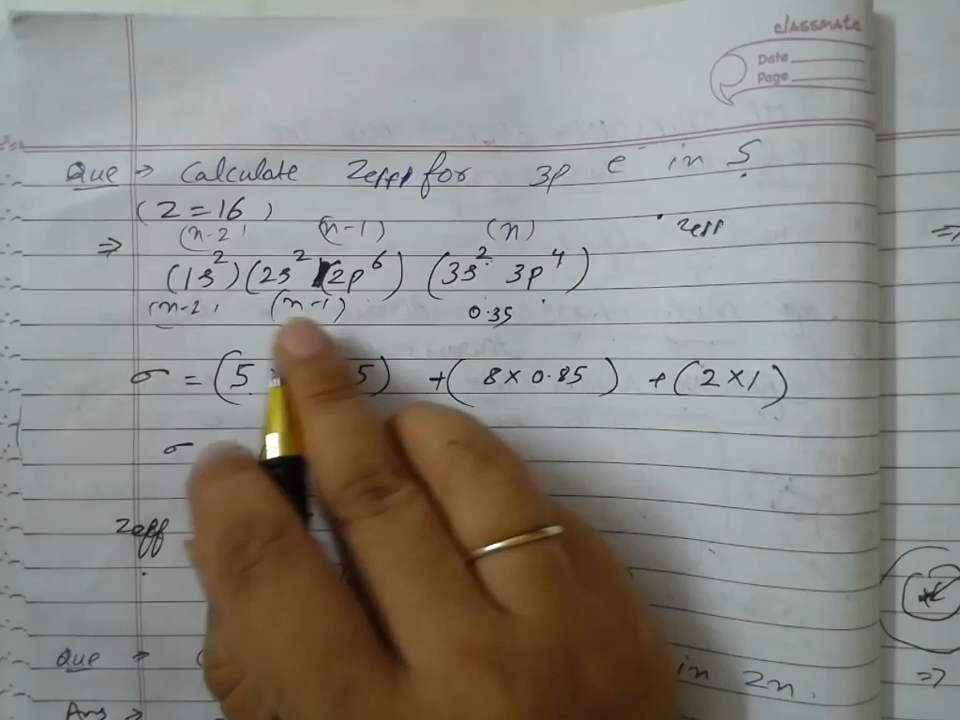 classmate
Date
Page
Que → Calculate Zeff for 3p e⁻ in S
(Z = 16)
(n-2) (n-1) (n) Zeff
⇒ (1s²)(2s² 2p⁶) (3s² 3p⁴)
(n-2) (n-1) 0.35
σ = (5 5) + (8 × 0.85) + (2 × 1)
σ
Zeff
Que → ( in Zn.
Ans →